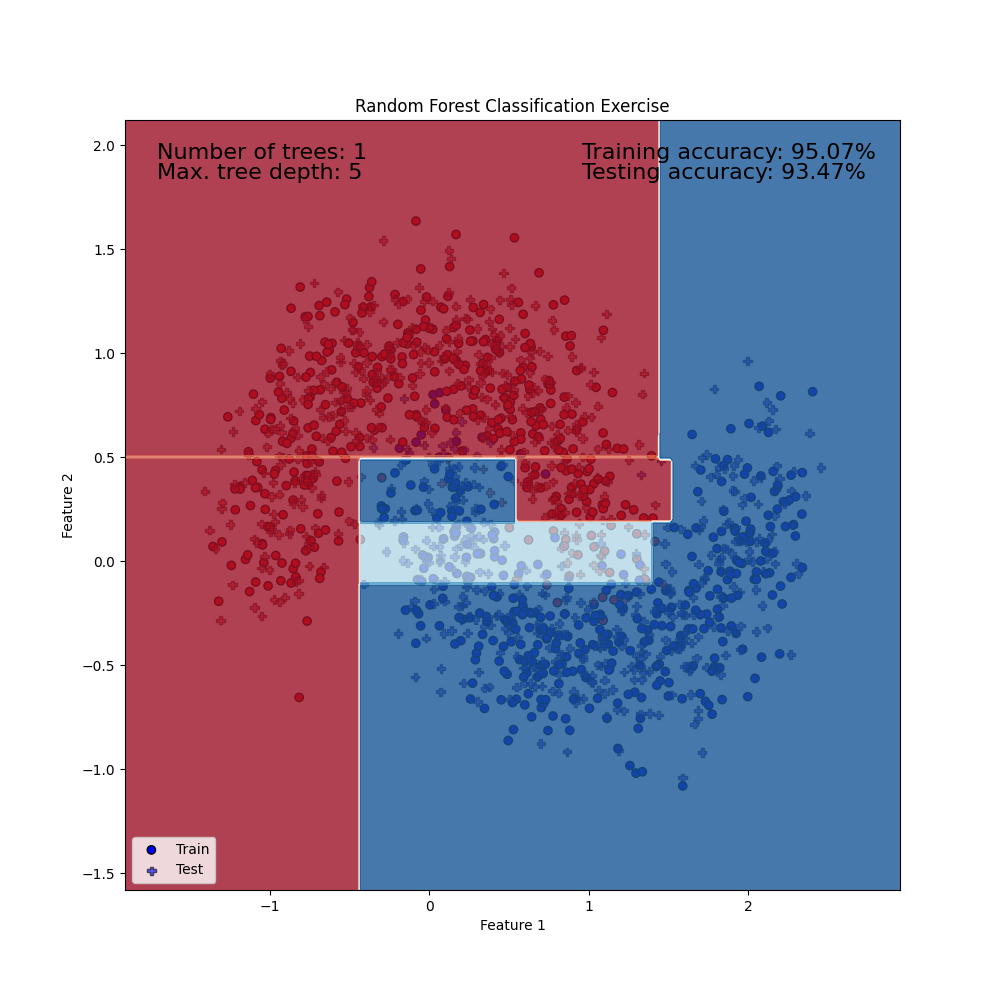 Random Forest Classification Exercise
Number of trees: 1
Max. tree depth: 5
Training accuracy: 95.07%
Testing accuracy: 93.47%
2.0
1.5
1.0
0.5
0.0
−0.5
−1.0
−1.5
Feature 2
Train
Test
−1
0
1
2
Feature 1